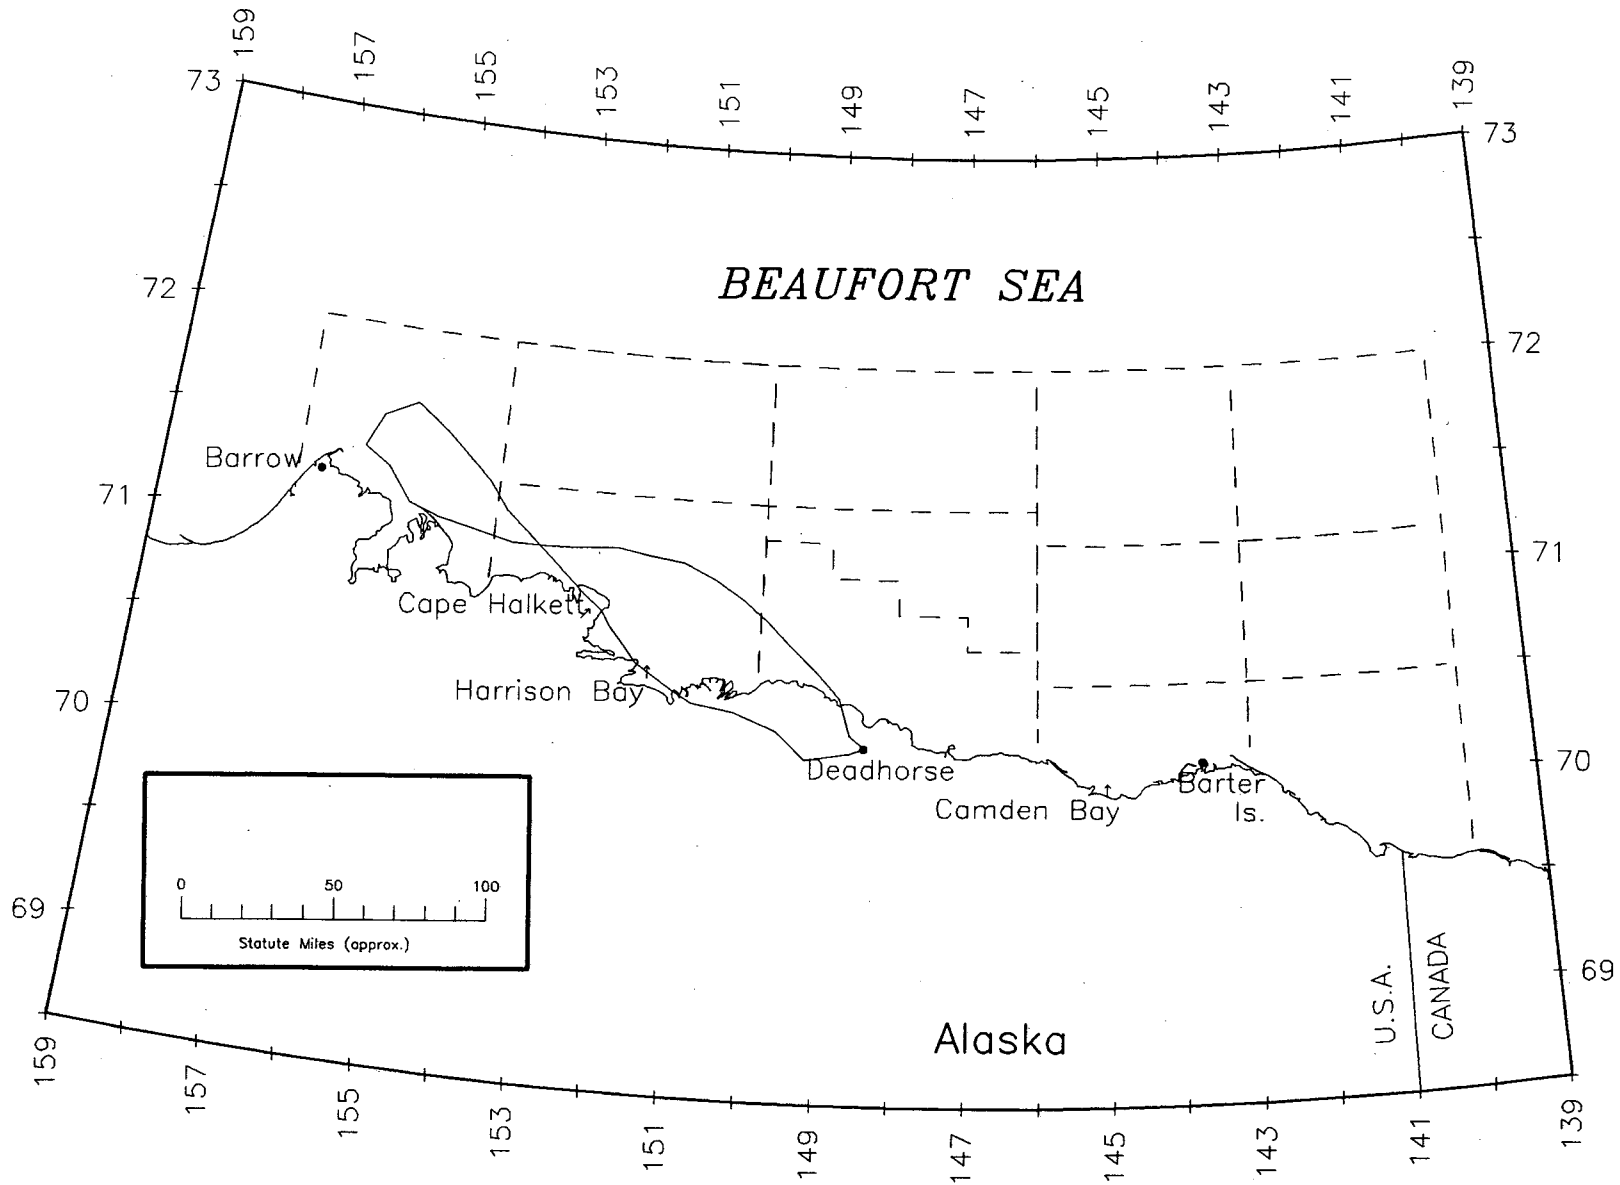 159
157
155
153
151
149
147
145
143
141
139
73
73
BEAUFORT SEA
72
72
Barrow
71
71
Cape Halkett
Harrison Bay
70
70
Deadhorse
Camden Bay
Barter
Is.
0 50 100
Statute Miles (approx.)
69
69
U.S.A.
CANADA
Alaska
159
157
155
153
151
149
147
145
143
141
139